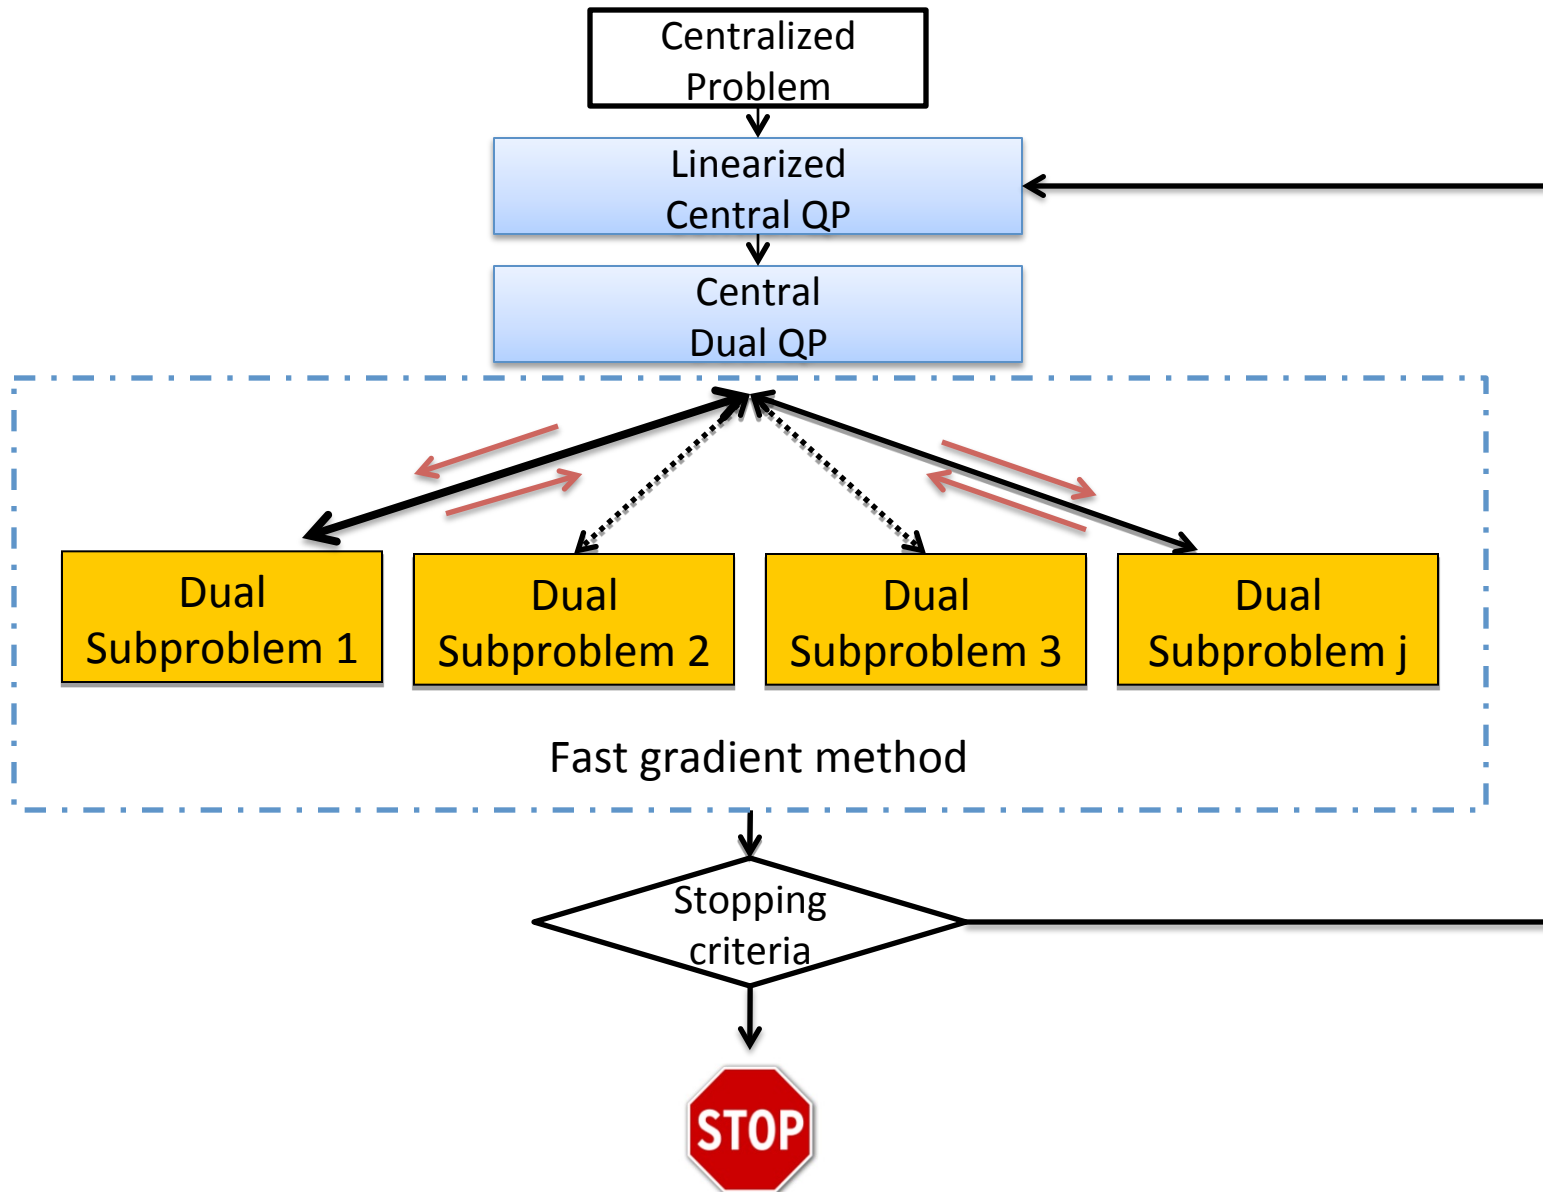 Centralized
Problem
Linearized
Central QP
Central
Dual QP
Dual
Subproblem 1
Dual
Subproblem 2
Dual
Subproblem 3
Dual
Subproblem j
Fast gradient method
Stopping
criteria
STOP